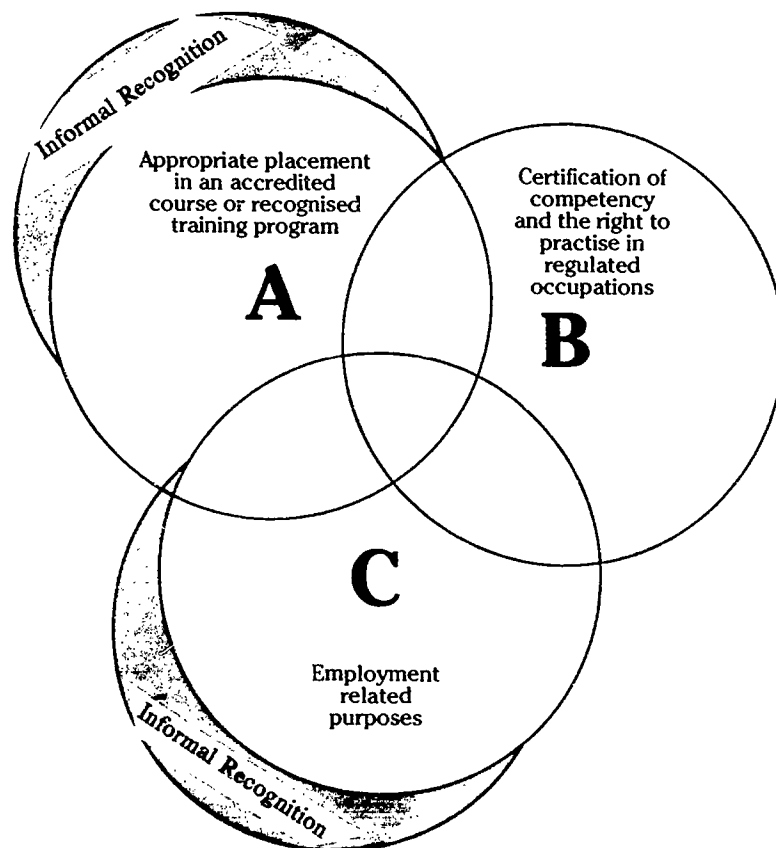 Informal Recognition
Appropriate placement
in an accredited
course or recognised
training program
A
Certification of
competency
and the right to
practise in
regulated
occupations
B
C
Employment
related
purposes
Informal Recognition